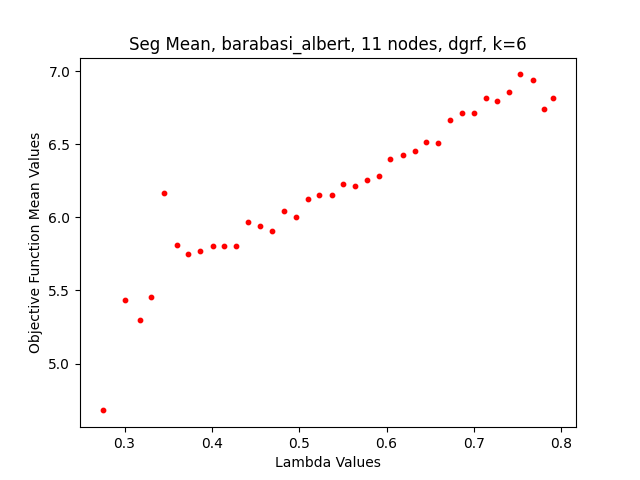 Seg Mean, barabasi_albert, 11 nodes, dgrf, k=6
Objective Function Mean Values
7.0
6.5
6.0
5.5
5.0
0.3 0.4 0.5 0.6 0.7 0.8
Lambda Values